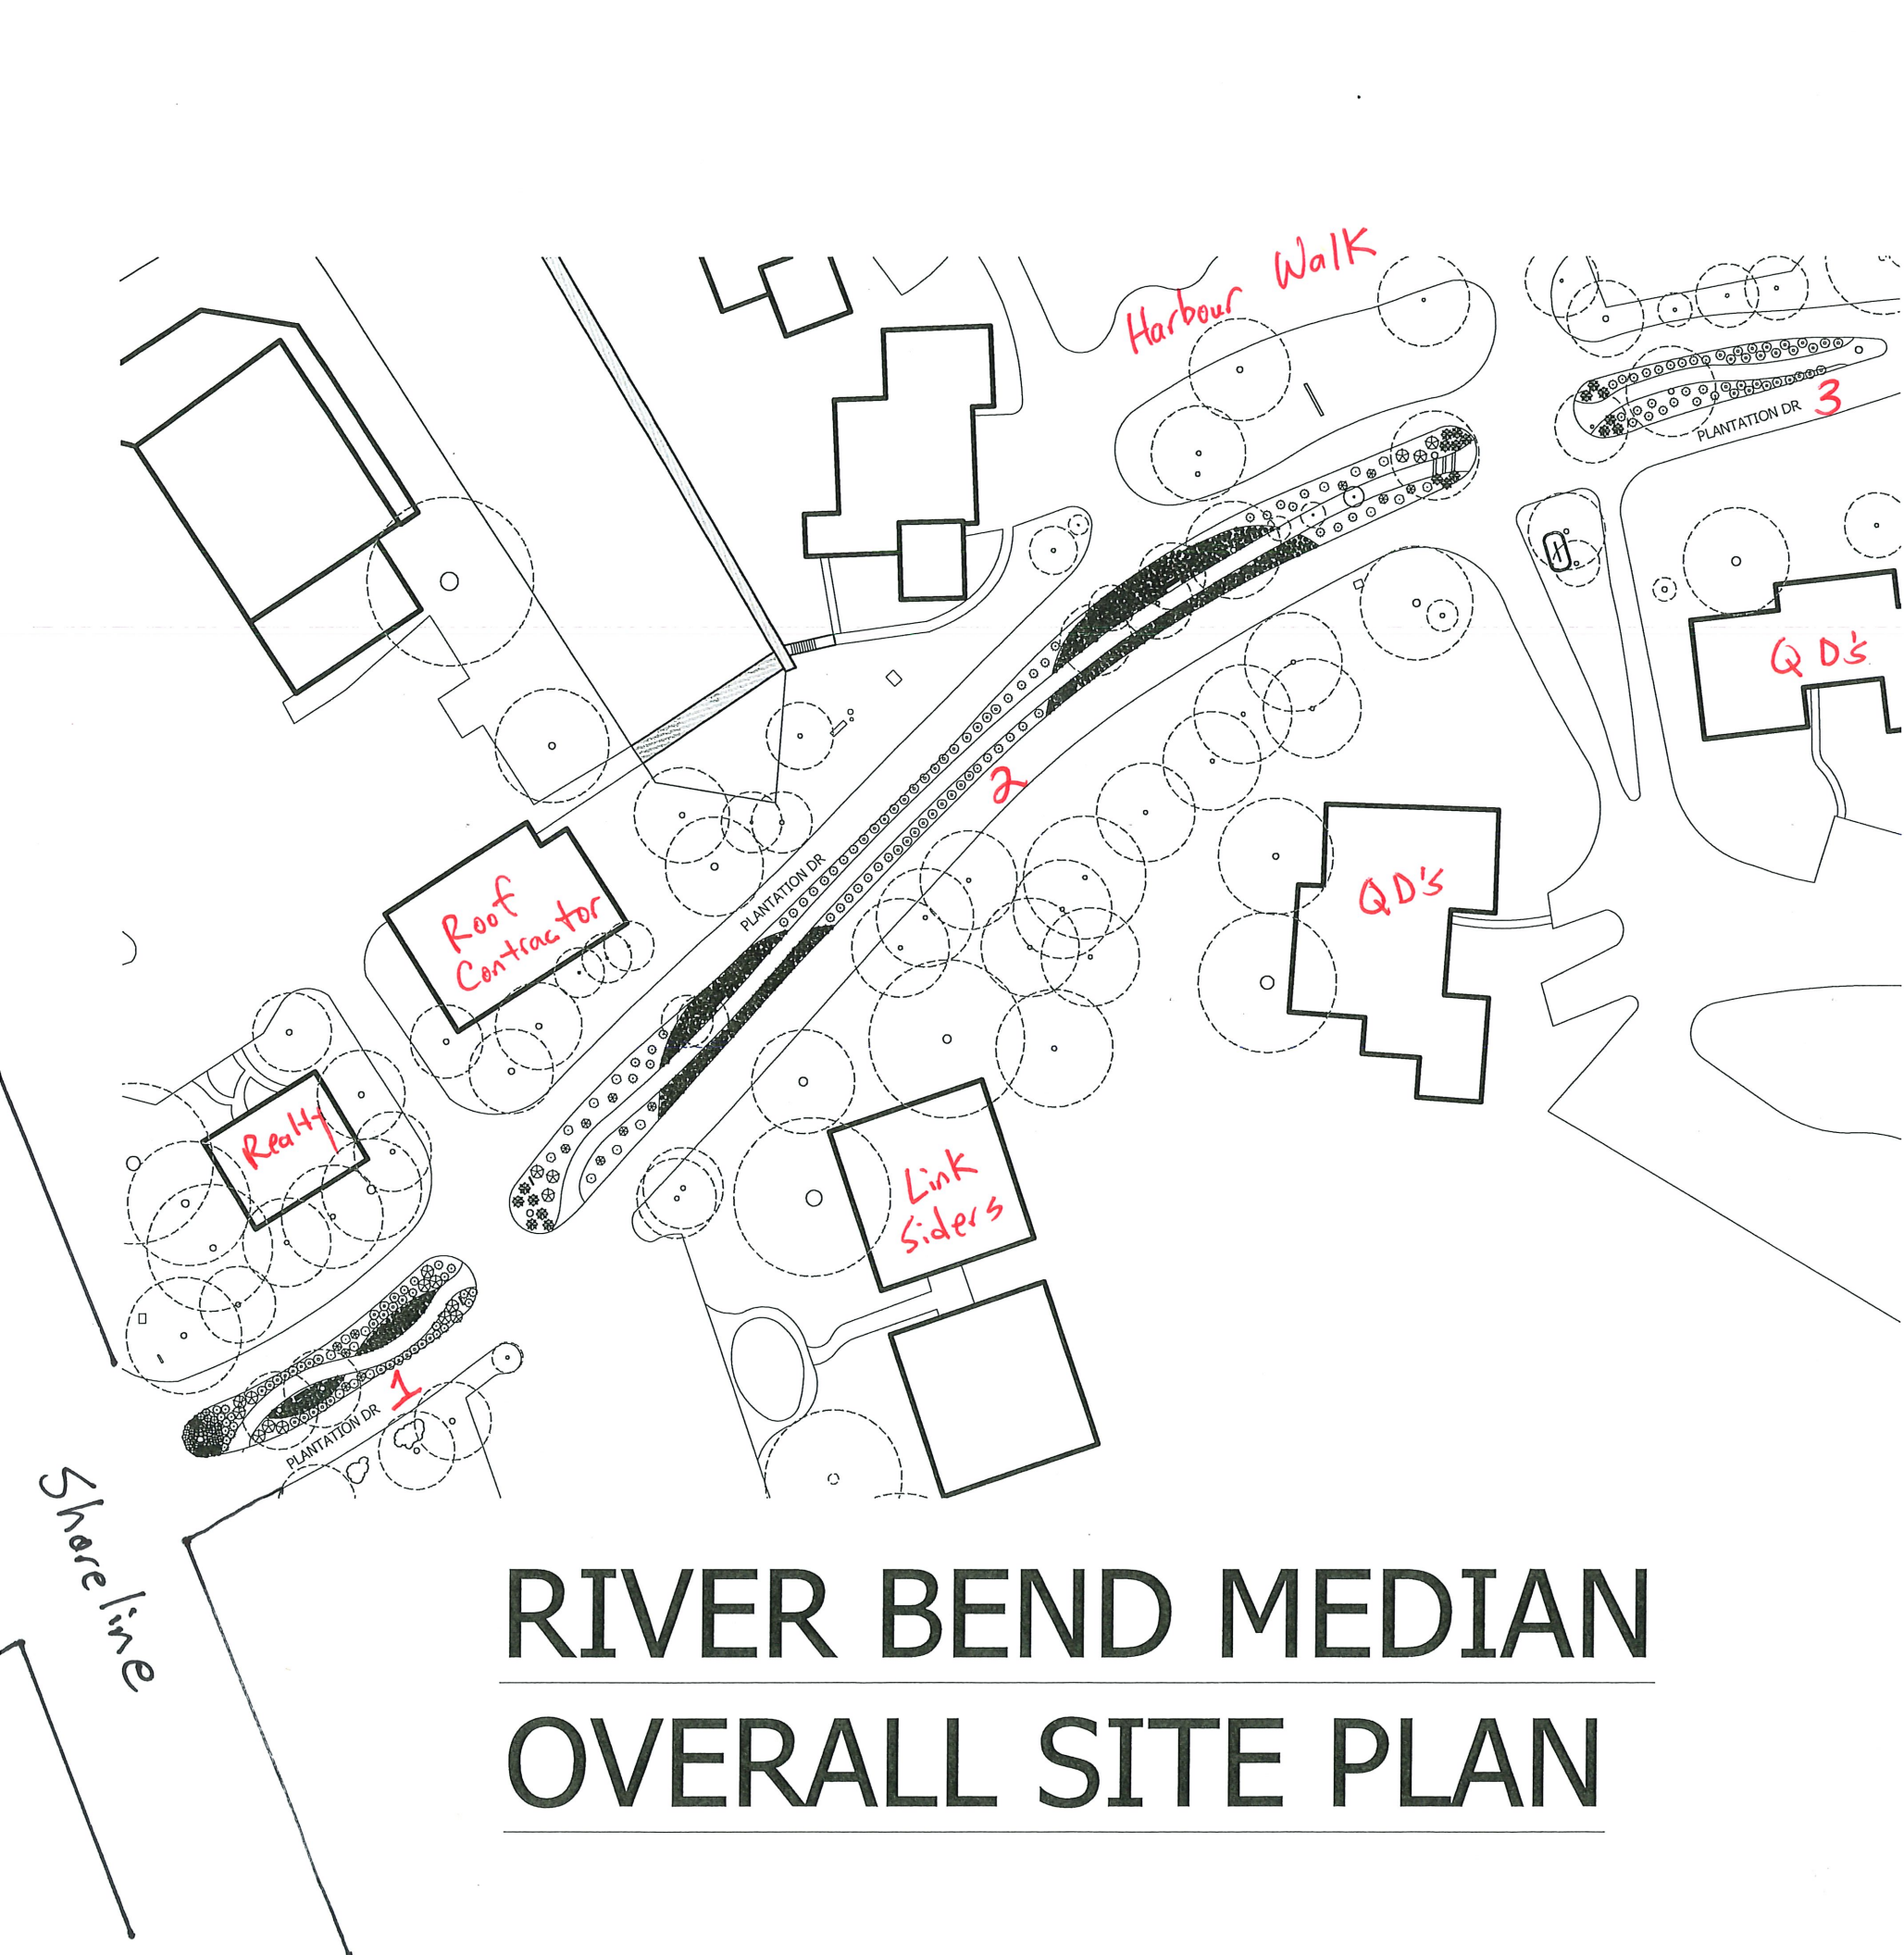 Harbour Walk
3
PLANTATION DR
QD's
2
QD's
PLANTATION DR
Roof
Contractor
Realty
Link
Siders
1
PLANTATION DR
Shoreline
RIVER BEND MEDIAN
OVERALL SITE PLAN